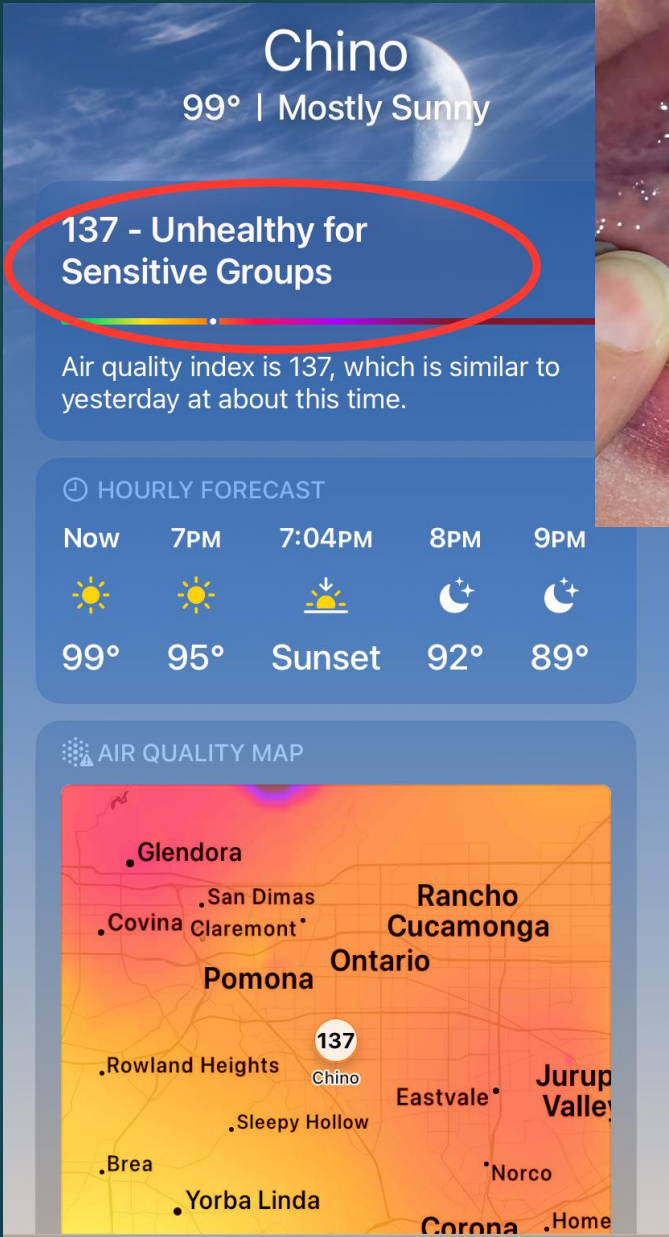 Chino
99° | Mostly Sunny
137 - Unhealthy for
Sensitive Groups
Air quality index is 137, which is similar to
yesterday at about this time.
HOURLY FORECAST
Now 7PM 7:04PM 8PM 9PM
99° 95° Sunset 92° 89°
AIR QUALITY MAP
Glendora
San Dimas
Rancho
Cucamonga
Covina Claremont
Ontario
Pomona
137
Chino
Rowland Heights
Jurup
Valley
Eastvale
Sleepy Hollow
Brea
Norco
Yorba Linda
Corona
Home